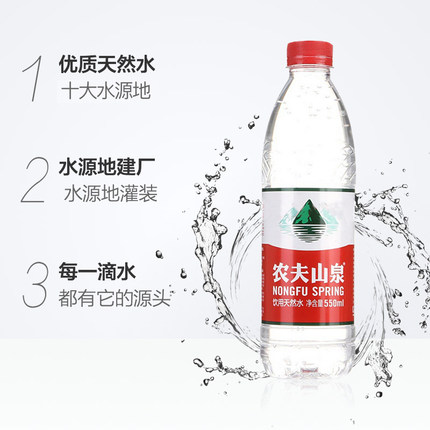 1 优质天然水
十大水源地
2 水源地建厂
水源地灌装
3 每一滴水
都有它的源头
农夫山泉
NONGFU SPRING
饮用天然水 净含量550ml